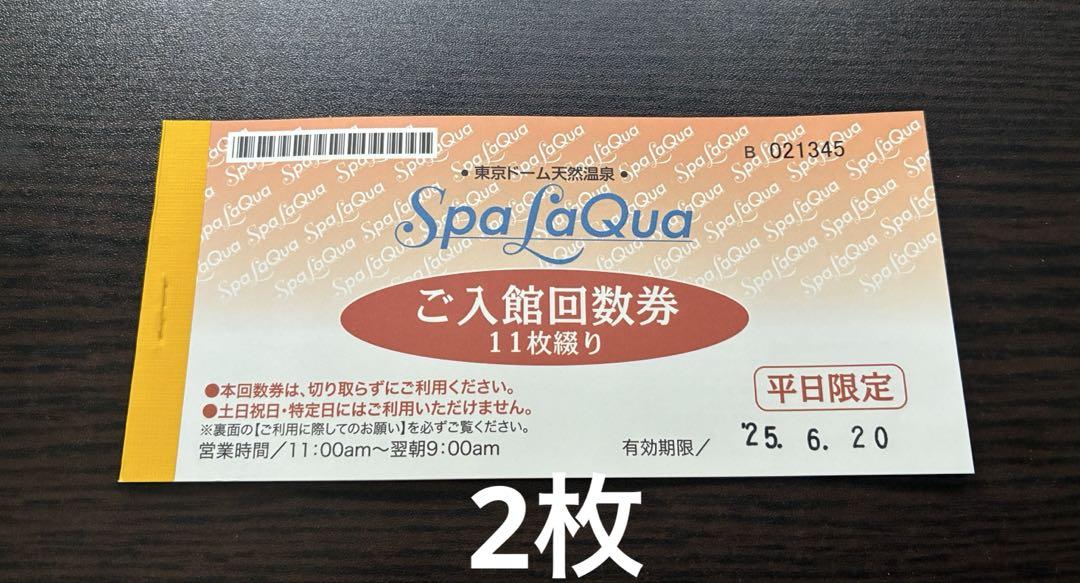 B 021345
• 東京ドーム天然温泉 •
Spa LaQua
ご入館回数券
11枚綴り
●本回数券は、切り取らずにご利用ください。
●土日祝日・特定日にはご利用いただけません。
※裏面の【ご利用に際してのお願い】を必ずご覧ください。
営業時間／11:00am〜翌朝9:00am
平日限定
有効期限／ '25. 6. 20
2枚